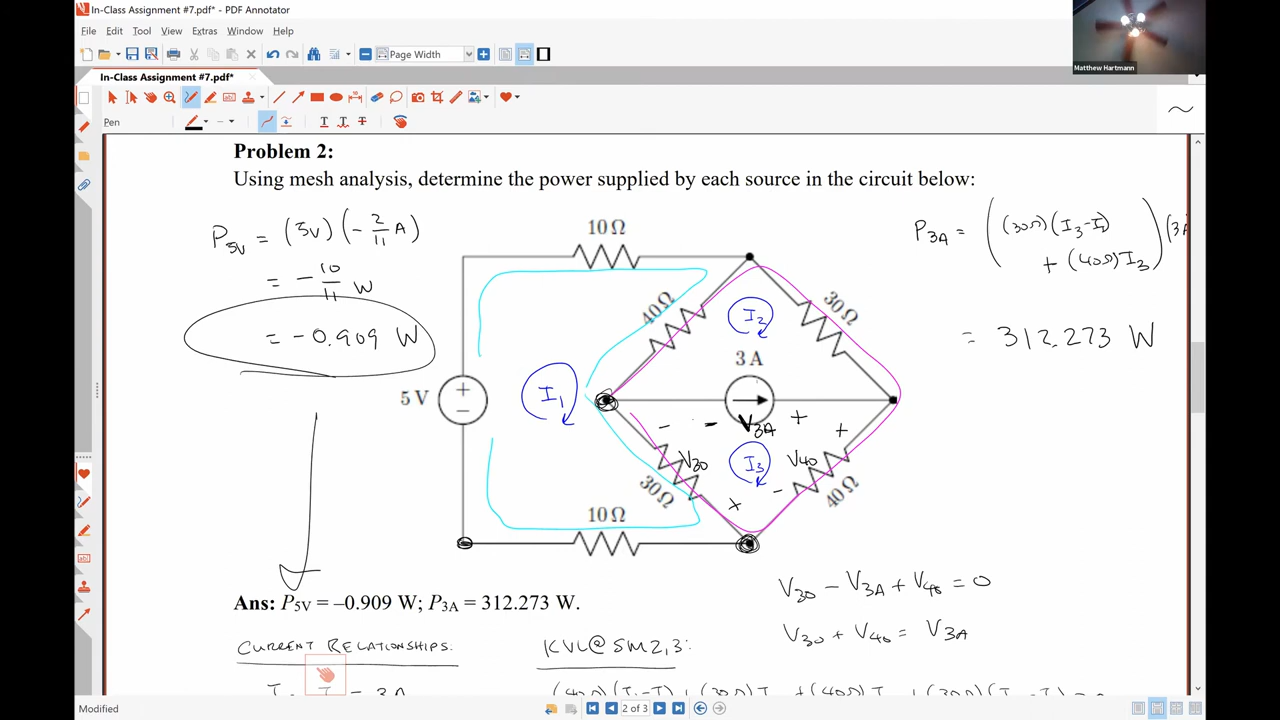 In-Class Assignment #7.pdf* - PDF Annotator
File Edit Tool View Extras Window Help
Page Width
Matthew Hartmann
In-Class Assignment #7.pdf*
Pen
Problem 2:
Using mesh analysis, determine the power supplied by each source in the circuit below:
P5V = (5V)(-2/11 A)
= -10/11 W
= -0.909 W
P3A = ((30Ω)(I3-I1) + (40Ω)I3)(3A
= 312.273 W
10 Ω
40 Ω
30 Ω
I2
3 A
5 V
I1
- - V3A + +
V30
I3
V40
30 Ω
+ -
40 Ω
10 Ω
V30 - V3A + V40 = 0
V30 + V40 = V3A
Ans: P5V = –0.909 W; P3A = 312.273 W.
CURRENT RELATIONSHIPS:
KVL@SM2,3:
= 3A
Modified
2 of 3